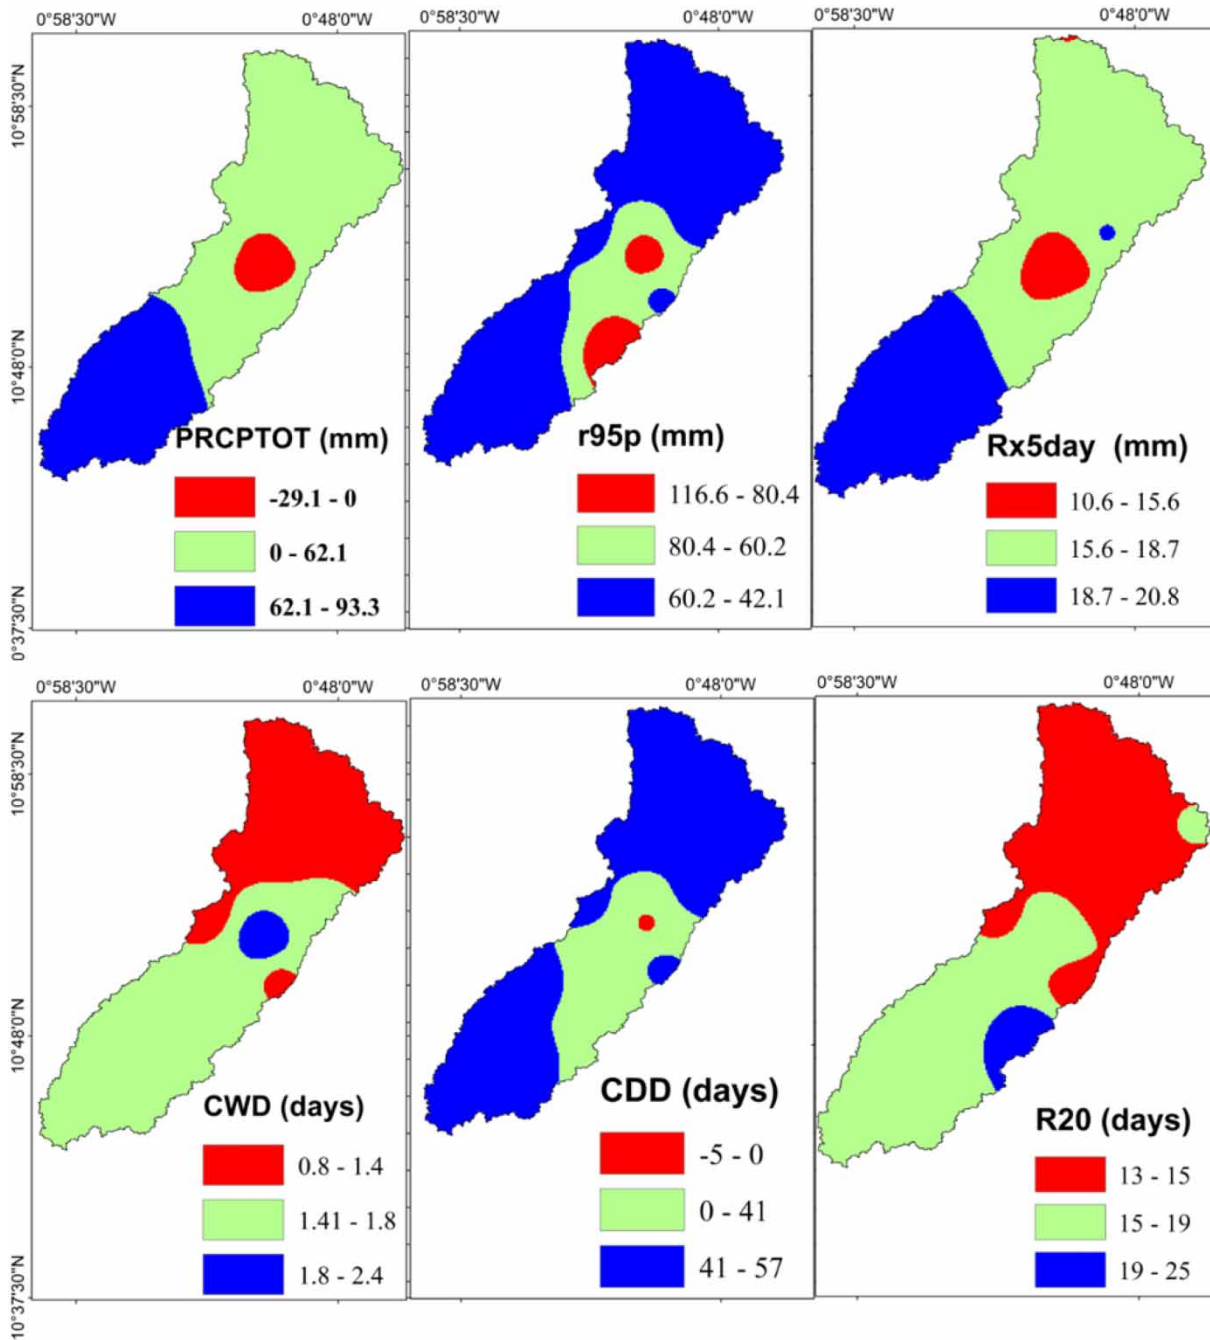 0°58'30"W 0°48'0"W
0°58'30"W 0°48'0"W
0°58'30"W 0°48'0"W
10°58'30"N
10°48'0"N
0°37'30"N
PRCPTOT (mm)
-29.1 - 0
0 - 62.1
62.1 - 93.3
r95p (mm)
116.6 - 80.4
80.4 - 60.2
60.2 - 42.1
Rx5day (mm)
10.6 - 15.6
15.6 - 18.7
18.7 - 20.8
0°58'30"W 0°48'0"W
0°58'30"W 0°48'0"W
0°58'30"W 0°48'0"W
10°58'30"N
10°48'0"N
10°37'30"N
CWD (days)
0.8 - 1.4
1.41 - 1.8
1.8 - 2.4
CDD (days)
-5 - 0
0 - 41
41 - 57
R20 (days)
13 - 15
15 - 19
19 - 25